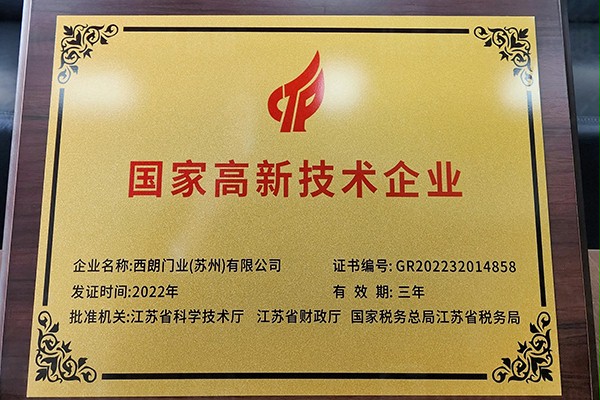 国家高新技术企业
企业名称:西朗门业(苏州)有限公司 证书编号: GR202232014858
发证时间:2022年 有 效 期: 三年
批准机关:江苏省科学技术厅 江苏省财政厅 国家税务总局江苏省税务局